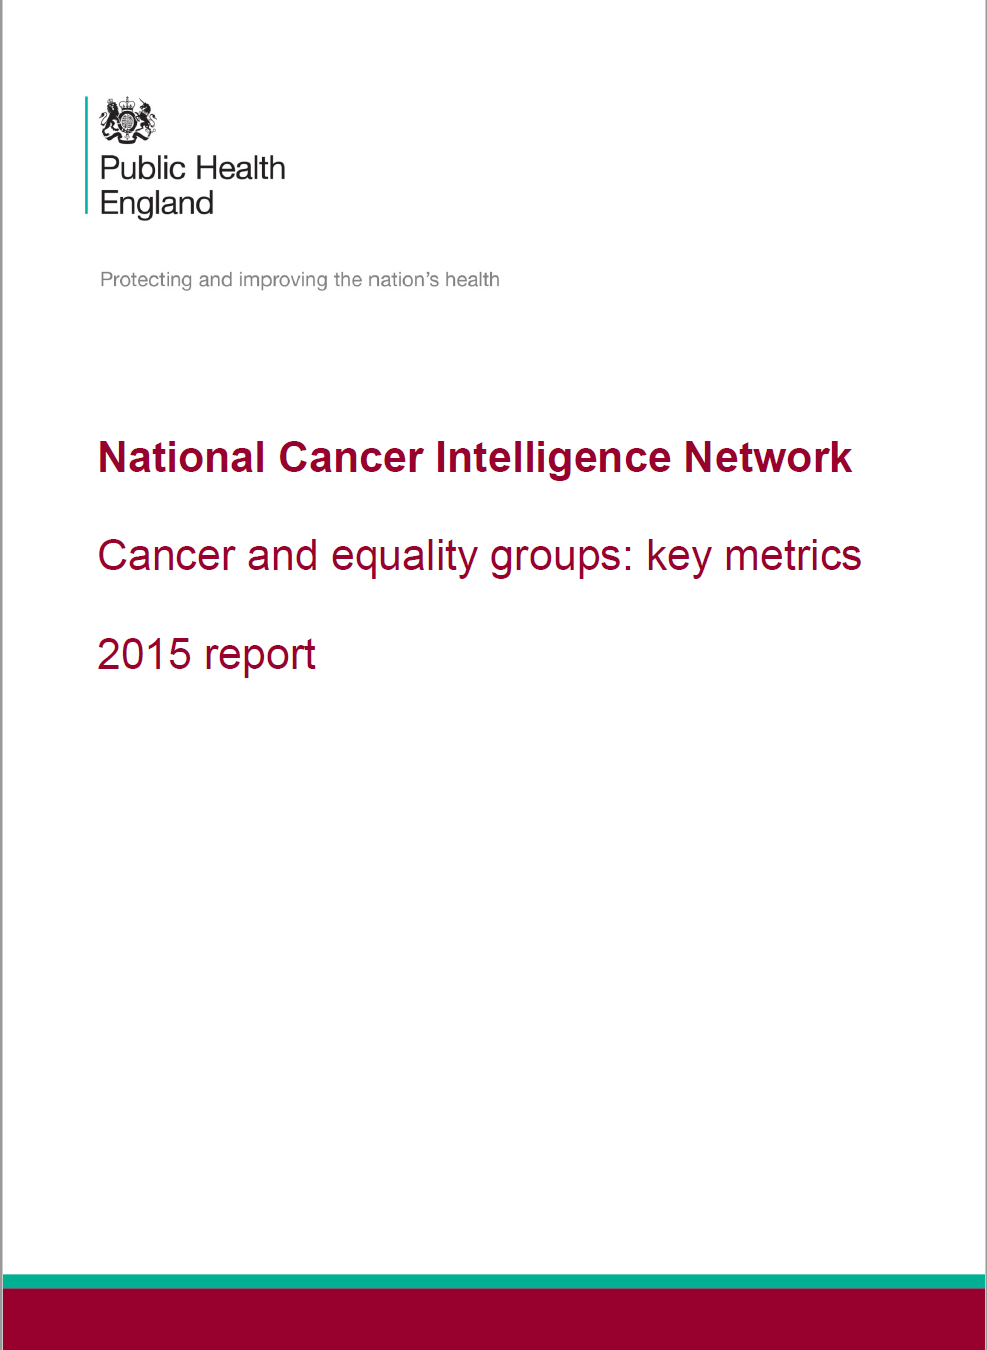 Public Health
England
Protecting and improving the nation’s health
National Cancer Intelligence Network
Cancer and equality groups: key metrics
2015 report